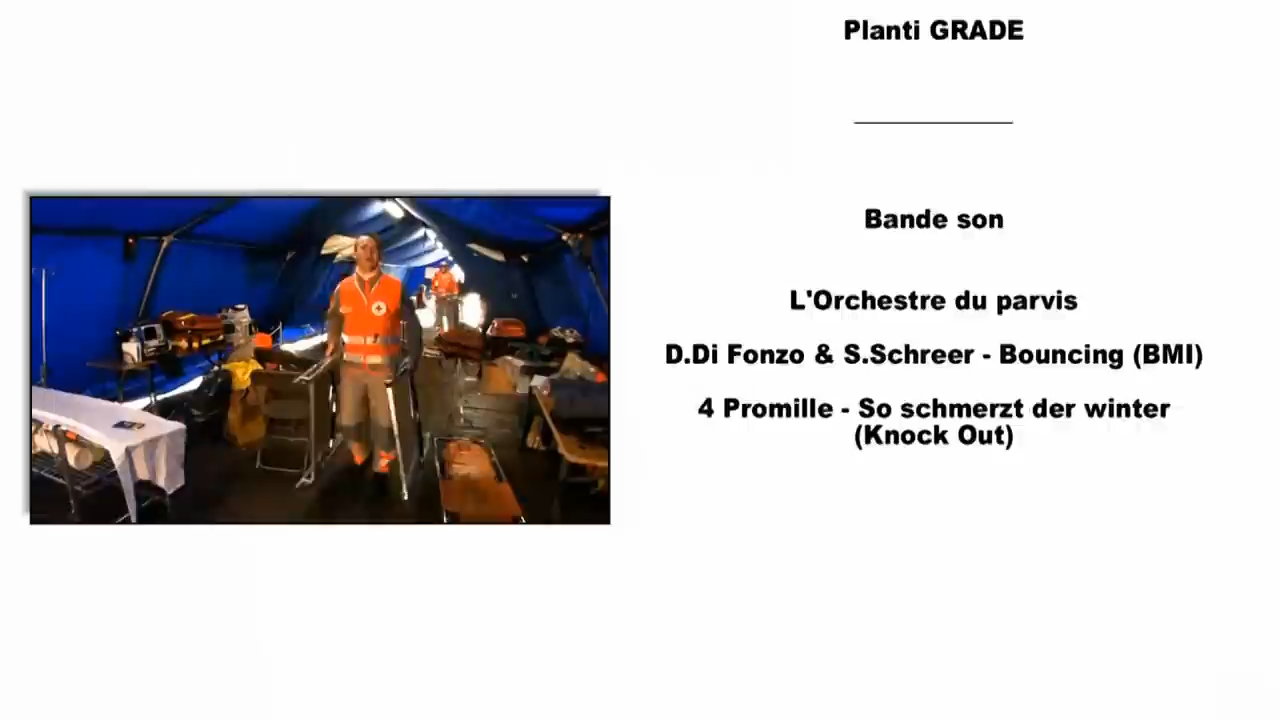 Planti GRADE
Bande son
L'Orchestre du parvis
D.Di Fonzo & S.Schreer - Bouncing (BMI)
4 Promille - So schmerzt der winter
(Knock Out)